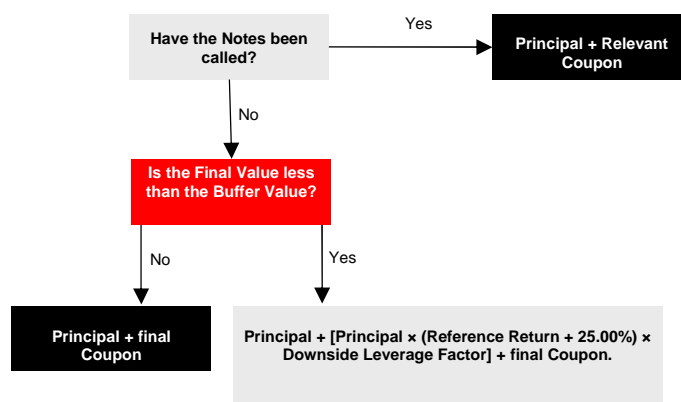 Have the Notes been
called?
Yes
Principal + Relevant
Coupon
No
Is the Final Value less
than the Buffer Value?
No
Yes
Principal + final
Coupon
Principal + [Principal × (Reference Return + 25.00%) ×
Downside Leverage Factor] + final Coupon.